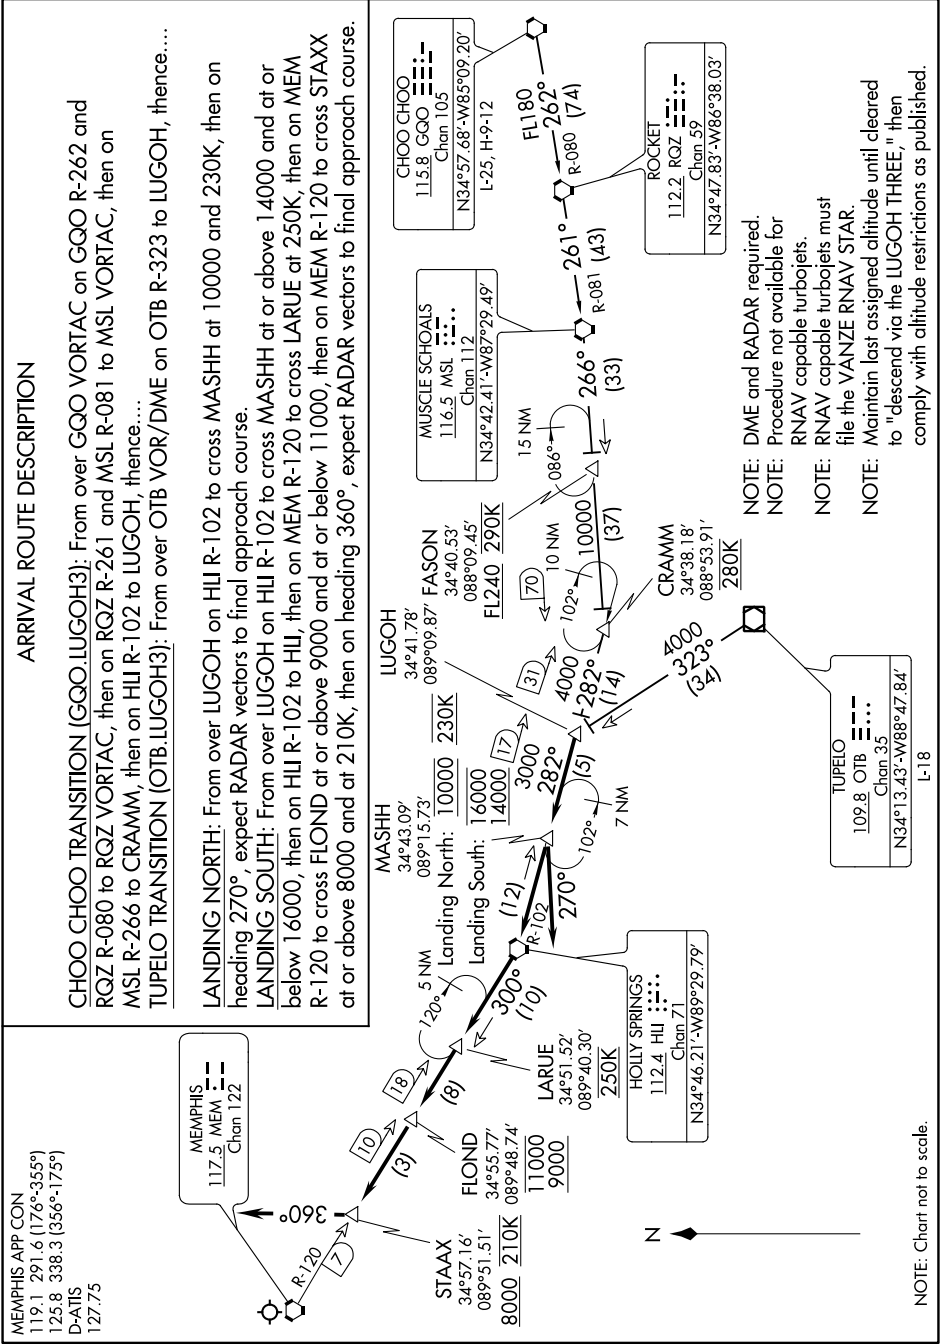 MEMPHIS APP CON
119.1 291.6 (176°-355°)
125.8 338.3 (356°-175°)
D-ATIS
127.75
ARRIVAL ROUTE DESCRIPTION
CHOO CHOO TRANSITION (GQO.LUGOH3): From over GQO VORTAC on GQO R-262 and
RQZ R-080 to RQZ VORTAC, then on RQZ R-261 and MSL R-081 to MSL VORTAC, then on
MSL R-266 to CRAMM, then on HLI R-102 to LUGOH, thence....
TUPELO TRANSITION (OTB.LUGOH3): From over OTB VOR/DME on OTB R-323 to LUGOH, thence....
LANDING NORTH: From over LUGOH on HLI R-102 to cross MASHH at 10000 and 230K, then on
heading 270°, expect RADAR vectors to final approach course.
LANDING SOUTH: From over LUGOH on HLI R-102 to cross MASHH at or above 14000 and at or
below 16000, then on HLI R-102 to HLI, then on MEM R-120 to cross LARUE at 250K, then on MEM
R-120 to cross FLOND at or above 9000 and at or below 11000, then on MEM R-120 to cross STAXX
at or above 8000 and at 210K, then on heading 360°, expect RADAR vectors to final approach course.
MEMPHIS
117.5 MEM
Chan 122
R-120
7
360°
STAAX
34°57.16'
089°51.51'
8000 210K
(3)
10
FLOND
34°55.77'
089°48.74'
11000
9000
(8)
18
LARUE
34°51.52'
089°40.30'
250K
120°
5 NM
300°
(10)
HOLLY SPRINGS
112.4 HLI
Chan 71
N34°46.21'-W89°29.79'
R-102
(12)
270°
MASHH
34°43.09'
089°15.73'
Landing North: 10000 230K
Landing South: 16000
14000
102°
7 NM
17
3000
282°
(5)
LUGOH
34°41.78'
089°09.87'
31
4000
282°
(14)
4000
323°
(34)
TUPELO
109.8 OTB
Chan 35
N34°13.43'-W88°47.84'
L-18
CRAMM
34°38.18'
088°53.91'
280K
70
102°
10 NM
10000
(37)
FASON
34°40.53'
088°09.45'
FL240 290K
086°
15 NM
266°
(33)
MUSCLE SCHOALS
116.5 MSL
Chan 112
N34°42.41'-W87°29.49'
R-081
261°
(43)
ROCKET
112.2 RQZ
Chan 59
N34°47.83'-W86°38.03'
R-080
FL180
262°
(74)
CHOO CHOO
115.8 GQO
Chan 105
N34°57.68'-W85°09.20'
L-25, H-9-12
NOTE: DME and RADAR required.
NOTE: Procedure not available for
RNAV capable turbojets.
NOTE: RNAV capable turbojets must
file the VANZE RNAV STAR.
NOTE: Maintain last assigned altitude until cleared
to "descend via the LUGOH THREE," then
comply with altitude restrictions as published.
N
NOTE: Chart not to scale.